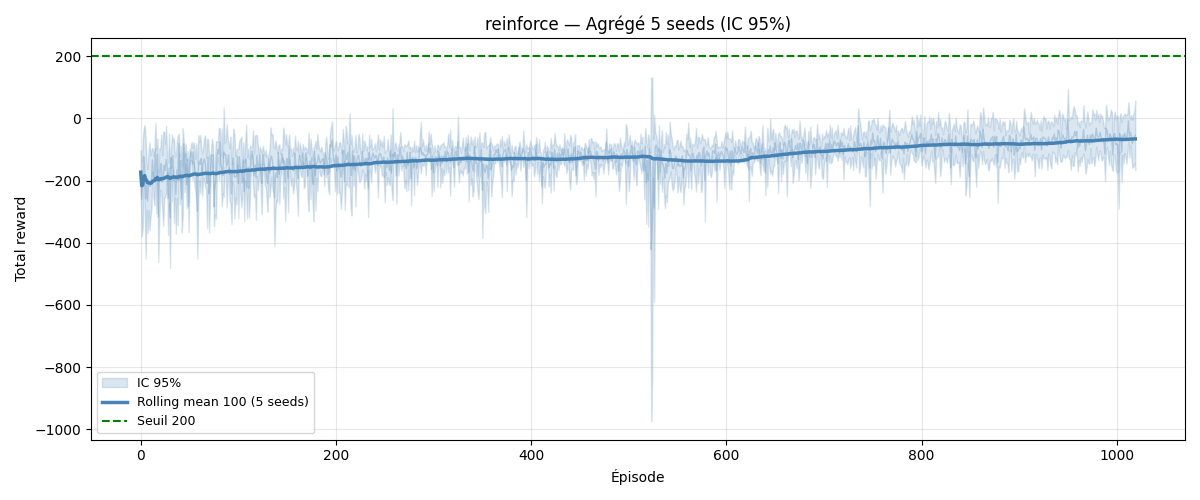 reinforce — Agrégé 5 seeds (IC 95%)
Total reward
200
0
−200
−400
−600
−800
−1000
IC 95%
Rolling mean 100 (5 seeds)
Seuil 200
0
200
400
600
800
1000
Épisode